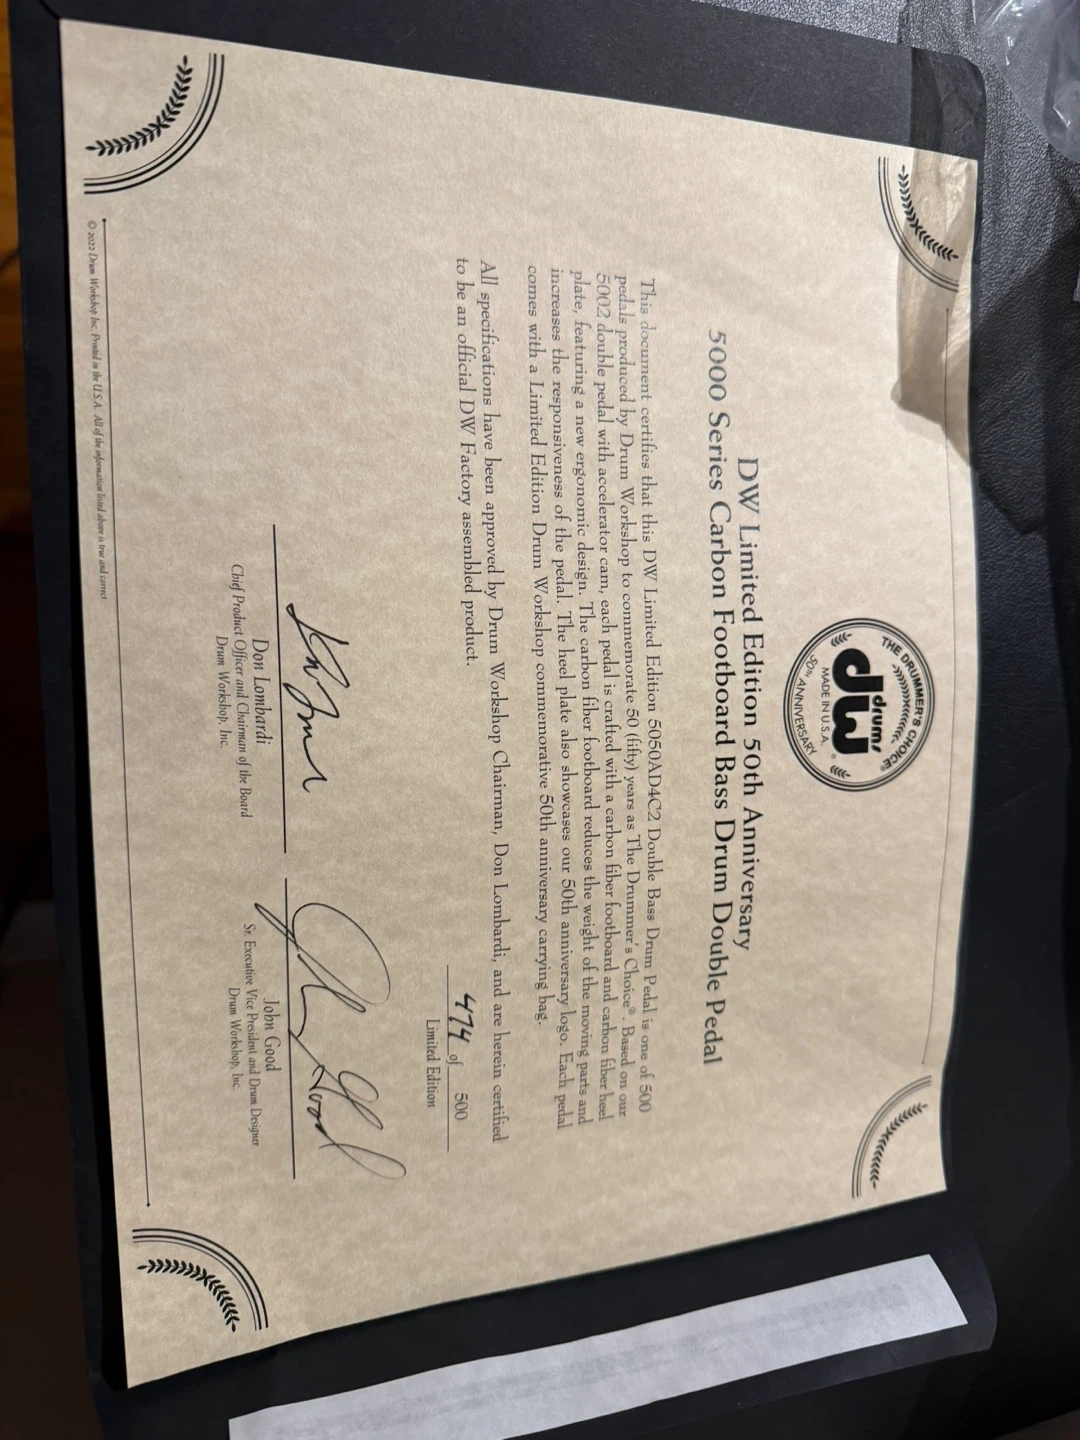 THE DRUMMER'S CHOICE®
drums
dw®
MADE IN U.S.A.
50th ANNIVERSARY
DW Limited Edition 50th Anniversary
5000 Series Carbon Footboard Bass Drum Double Pedal
This document certifies that this DW Limited Edition 5050AD4C2 Double Bass Drum Pedal is one of 500
pedals produced by Drum Workshop to commemorate 50 (fifty) years as The Drummer's Choice®. Based on our
5002 double pedal with accelerator cam, each pedal is crafted with a carbon fiber footboard and carbon fiber heel
plate, featuring a new ergonomic design. The carbon fiber footboard reduces the weight of the moving parts and
increases the responsiveness of the pedal. The heel plate also showcases our 50th anniversary logo. Each pedal
comes with a Limited Edition Drum Workshop commemorative 50th anniversary carrying bag.
All specifications have been approved by Drum Workshop Chairman, Don Lombardi, and are herein certified
to be an official DW Factory assembled product.
474 of 500
Limited Edition
John Good
Don Lombardi
Chief Product Officer and Chairman of the Board
Drum Workshop, Inc.
John Good
Sr. Executive Vice President and Drum Designer
Drum Workshop, Inc.
© 2022 Drum Workshop Inc. Printed in the U.S.A. All of the information listed above is true and correct